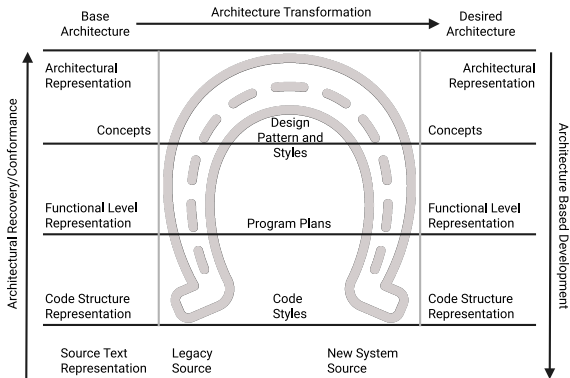 Base
Architecture
Architecture Transformation
Desired
Architecture
Architectural
Representation
Architectural
Representation
Concepts
Design
Pattern and
Styles
Concepts
Functional Level
Representation
Program Plans
Functional Level
Representation
Code Structure
Representation
Code
Styles
Code Structure
Representation
Source Text
Representation
Legacy
Source
New System
Source
Architectural Recovery/Conformance
Architecture Based Development